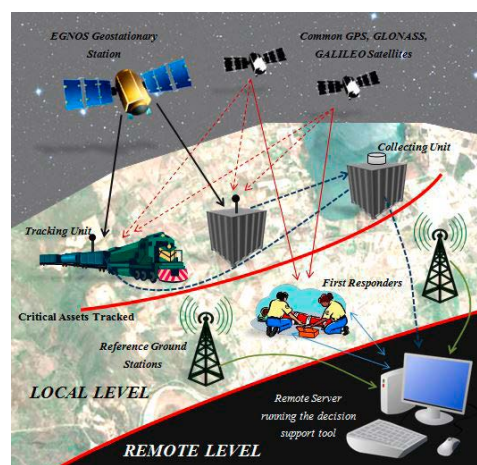 EGNOS Geostationary
Station
Common GPS, GLONASS,
GALILEO Satellites
Collecting Unit
Tracking Unit
First Responders
Critical Assets Tracked
Reference Ground
Stations
LOCAL LEVEL
Remote Server
running the decision
support tool
REMOTE LEVEL